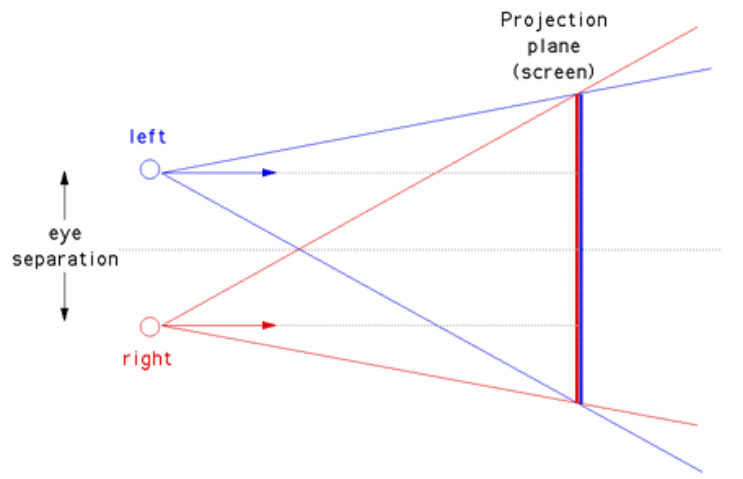 Projection
plane
(screen)
left
eye
separation
right